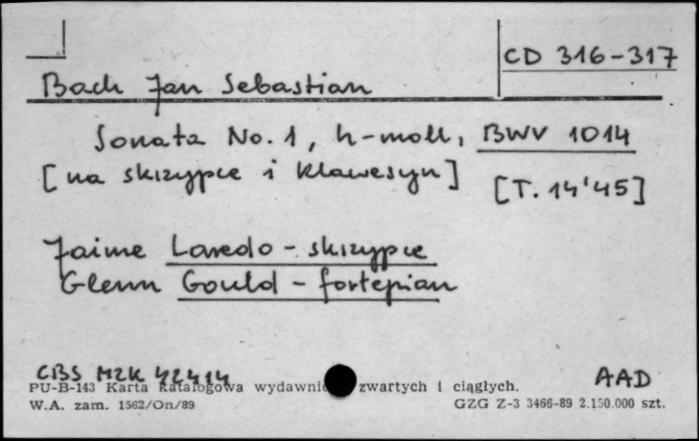 CD 316-317
Bach Jan Sebastian
Sonata No. 1, h-moll, BWV 1014
[na skrzypce i klawesyn] [T. 14'45]
Jaime Laredo - skrzypce
Glenn Gould - fortepian
CBS M2K 42414 AAD
PU-B-143 Karta katalogowa wydawnic zwartych i ciągłych.
W.A. zam. 1562/On/89 GZG Z-3 3466-89 2.150.000 szt.